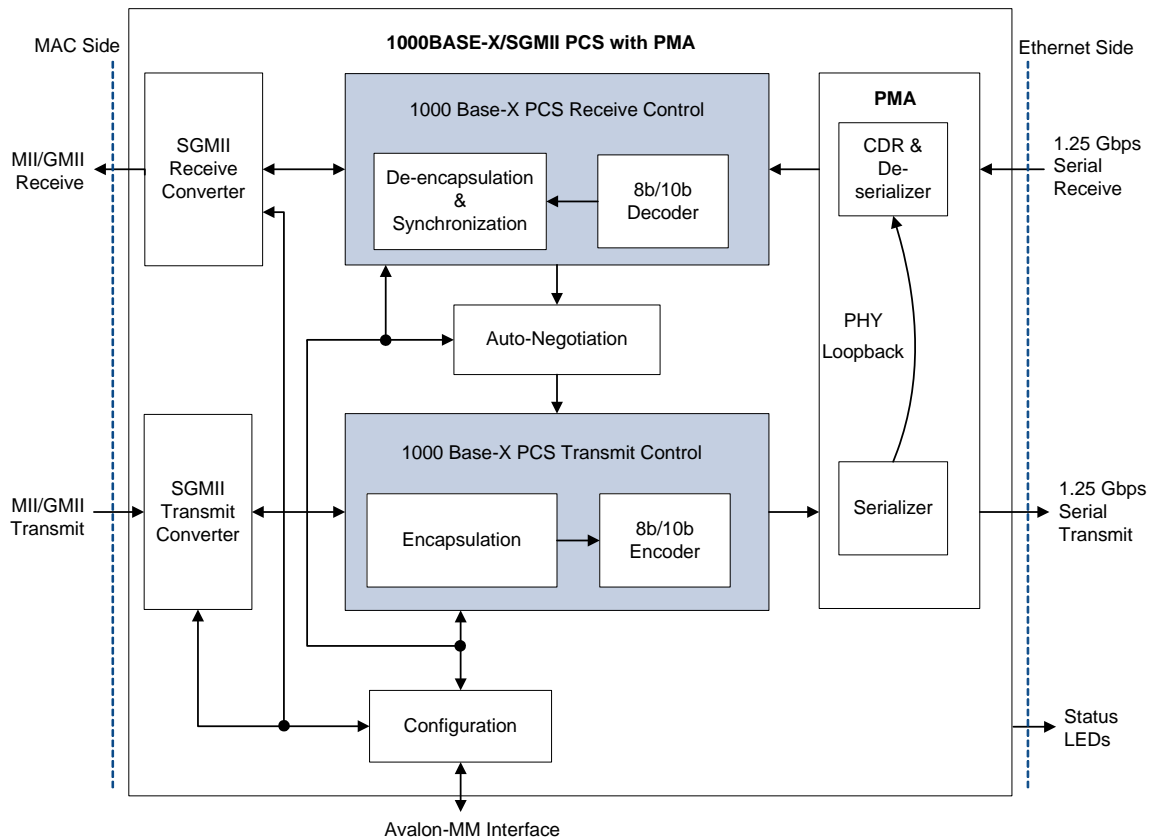 MAC Side
1000BASE-X/SGMII PCS with PMA
Ethernet Side
MII/GMII
Receive
SGMII
Receive
Converter
1000 Base-X PCS Receive Control
De-encapsulation
&
Synchronization
8b/10b
Decoder
PMA
CDR &
De-
serializer
1.25 Gbps
Serial
Receive
Auto-Negotiation
PHY
Loopback
MII/GMII
Transmit
SGMII
Transmit
Converter
1000 Base-X PCS Transmit Control
Encapsulation
8b/10b
Encoder
Serializer
1.25 Gbps
Serial
Transmit
Configuration
Status
LEDs
Avalon-MM Interface